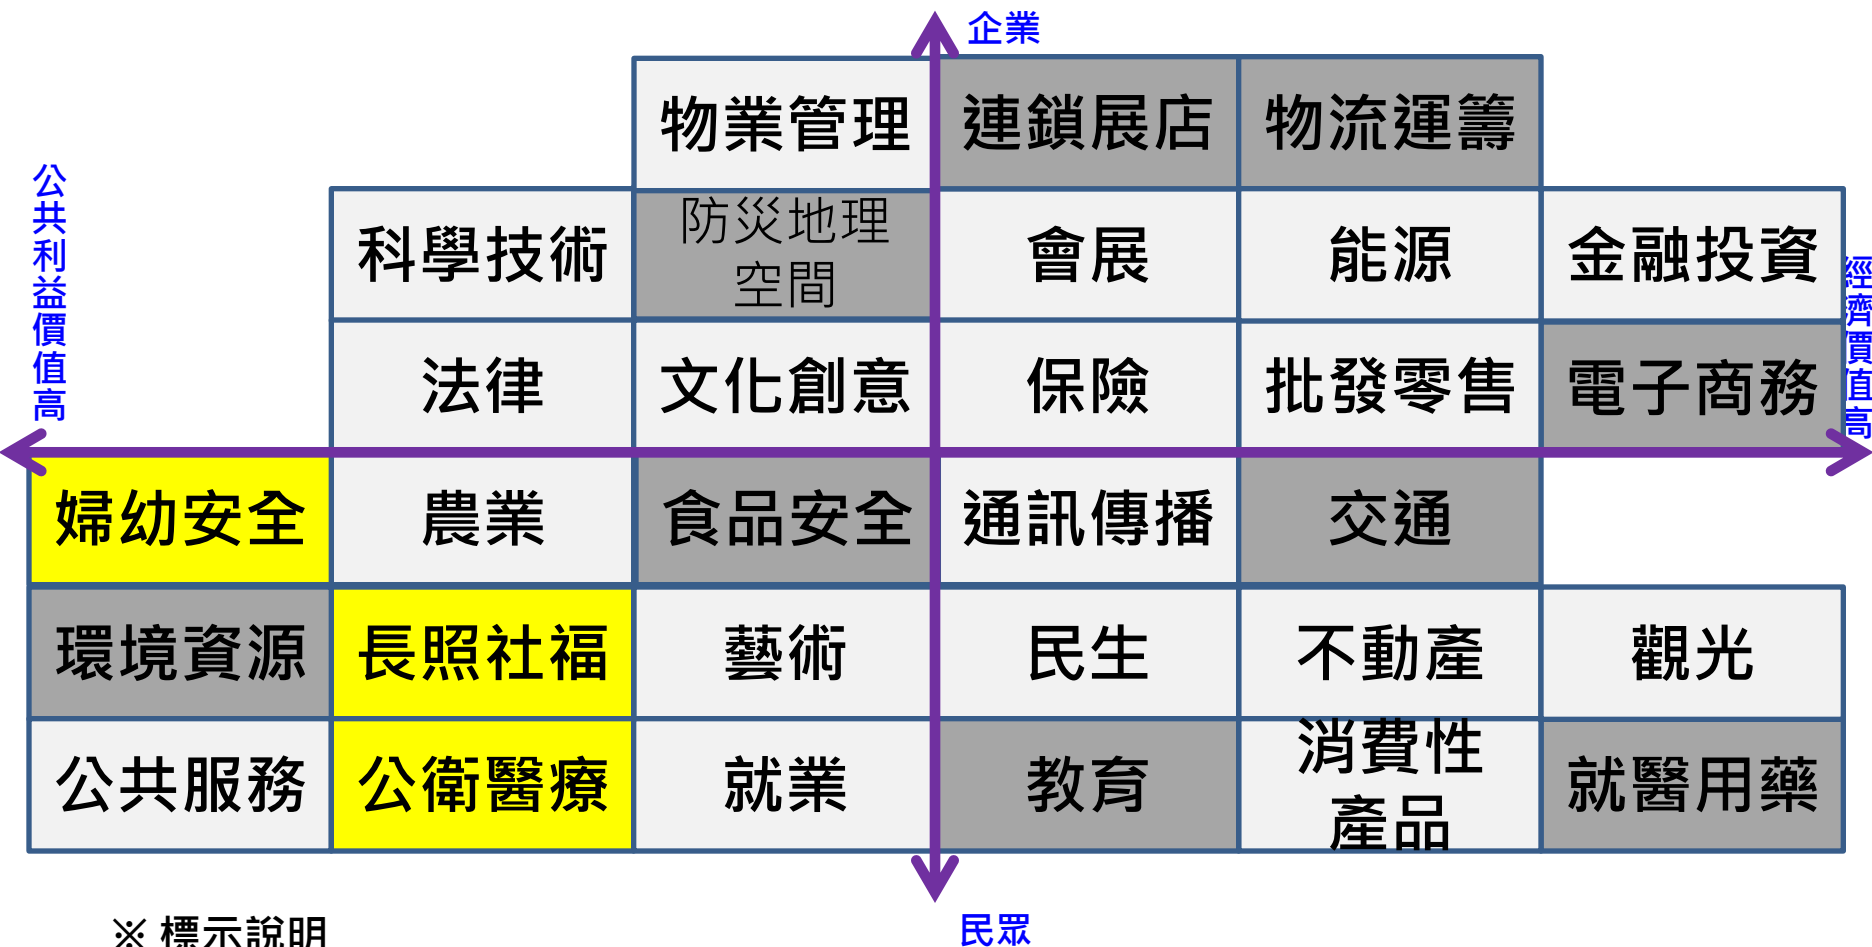 企業
物業管理
連鎖展店
物流運籌
公共利益價值高
科學技術
防災地理
空間
會展
能源
金融投資
經濟價值高
法律
文化創意
保險
批發零售
電子商務
婦幼安全
農業
食品安全
通訊傳播
交通
環境資源
長照社福
藝術
民生
不動產
觀光
公共服務
公衛醫療
就業
教育
消費性
產品
就醫用藥
民眾
※ 標示說明